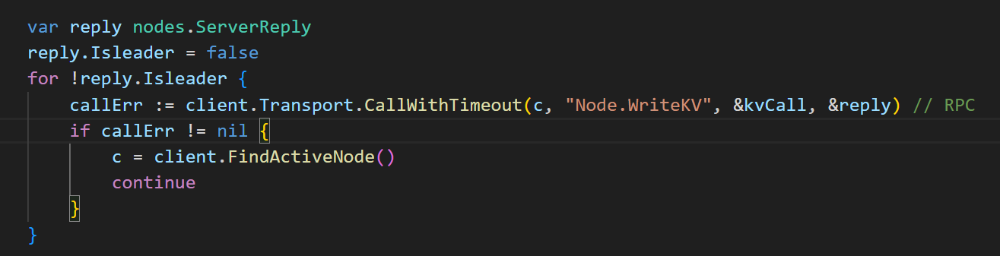 var reply nodes.ServerReply
reply.Isleader = false
for !reply.Isleader {
    callErr := client.Transport.CallWithTimeout(c, "Node.WriteKV", &kvCall, &reply) // RPC
    if callErr != nil {
        c = client.FindActiveNode()
        continue
    }
}